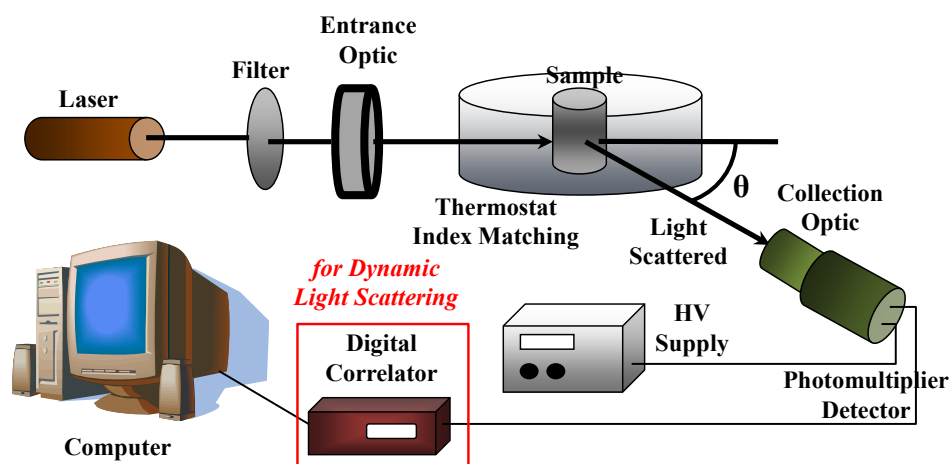 Entrance
Optic
Filter
Sample
Laser
θ
Thermostat
Index Matching
Light
Scattered
Collection
Optic
for Dynamic
Light Scattering
HV
Supply
Digital
Correlator
Photomultiplier
Detector
Computer